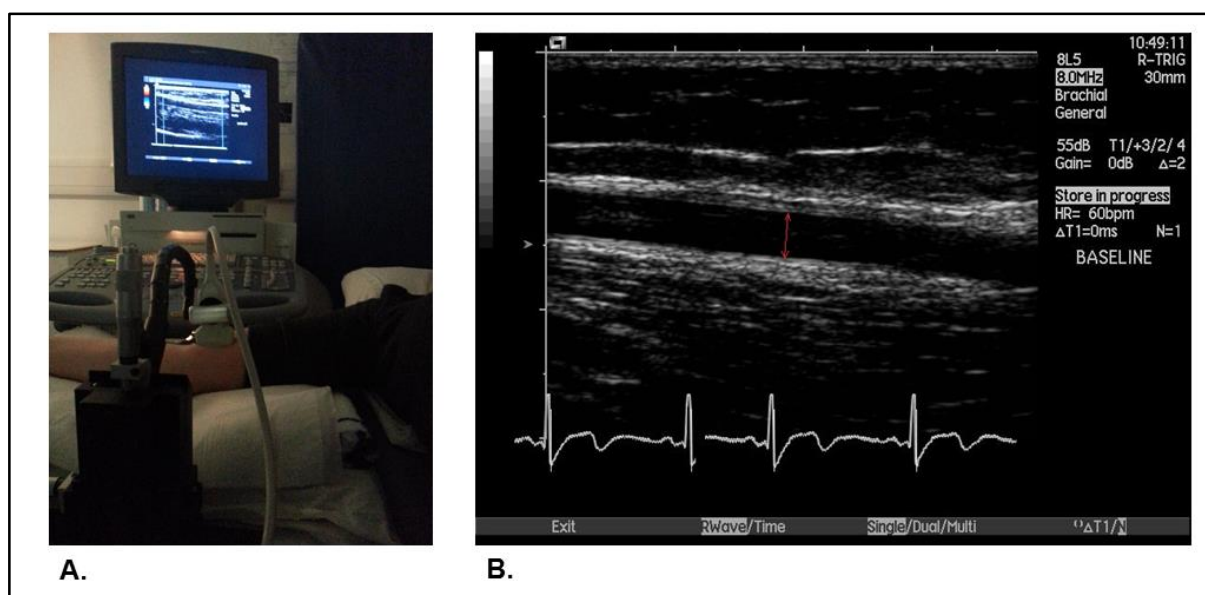 10:49:11
8L5 R-TRIG
8.0MHz 30mm
Brachial
General
55dB T1/+3/2/ 4
Gain= 0dB Δ=2
Store in progress
HR= 60bpm
ΔT1=0ms N=1
BASELINE
Exit RWave/Time Single/Dual/Multi ΔT1/N
A. B.